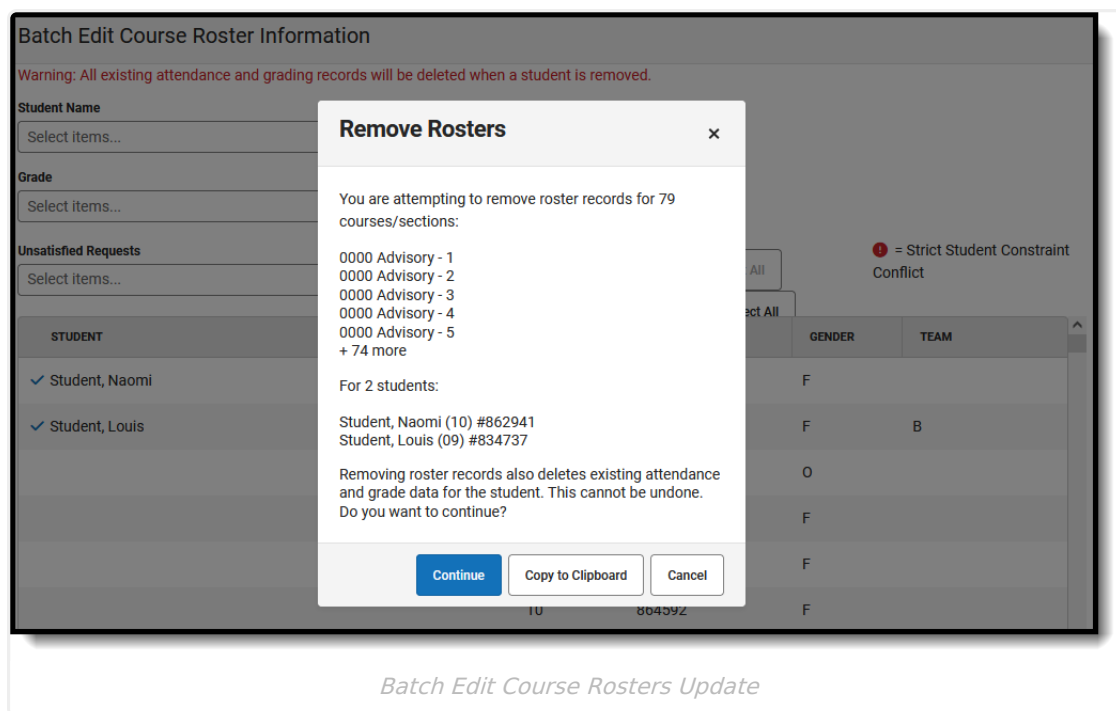 Batch Edit Course Roster Information
Warning: All existing attendance and grading records will be deleted when a student is removed.
Student Name
Select items...
Grade
Select items...
Unsatisfied Requests
Select items...
All
ect All
= Strict Student Constraint
Conflict
STUDENT
GENDER
TEAM
Student, Naomi
F
Student, Louis
F
B
O
F
F
10
864592
F
Remove Rosters
×
You are attempting to remove roster records for 79
courses/sections:
0000 Advisory - 1
0000 Advisory - 2
0000 Advisory - 3
0000 Advisory - 4
0000 Advisory - 5
+ 74 more
For 2 students:
Student, Naomi (10) #862941
Student, Louis (09) #834737
Removing roster records also deletes existing attendance
and grade data for the student. This cannot be undone.
Do you want to continue?
Continue
Copy to Clipboard
Cancel
Batch Edit Course Rosters Update